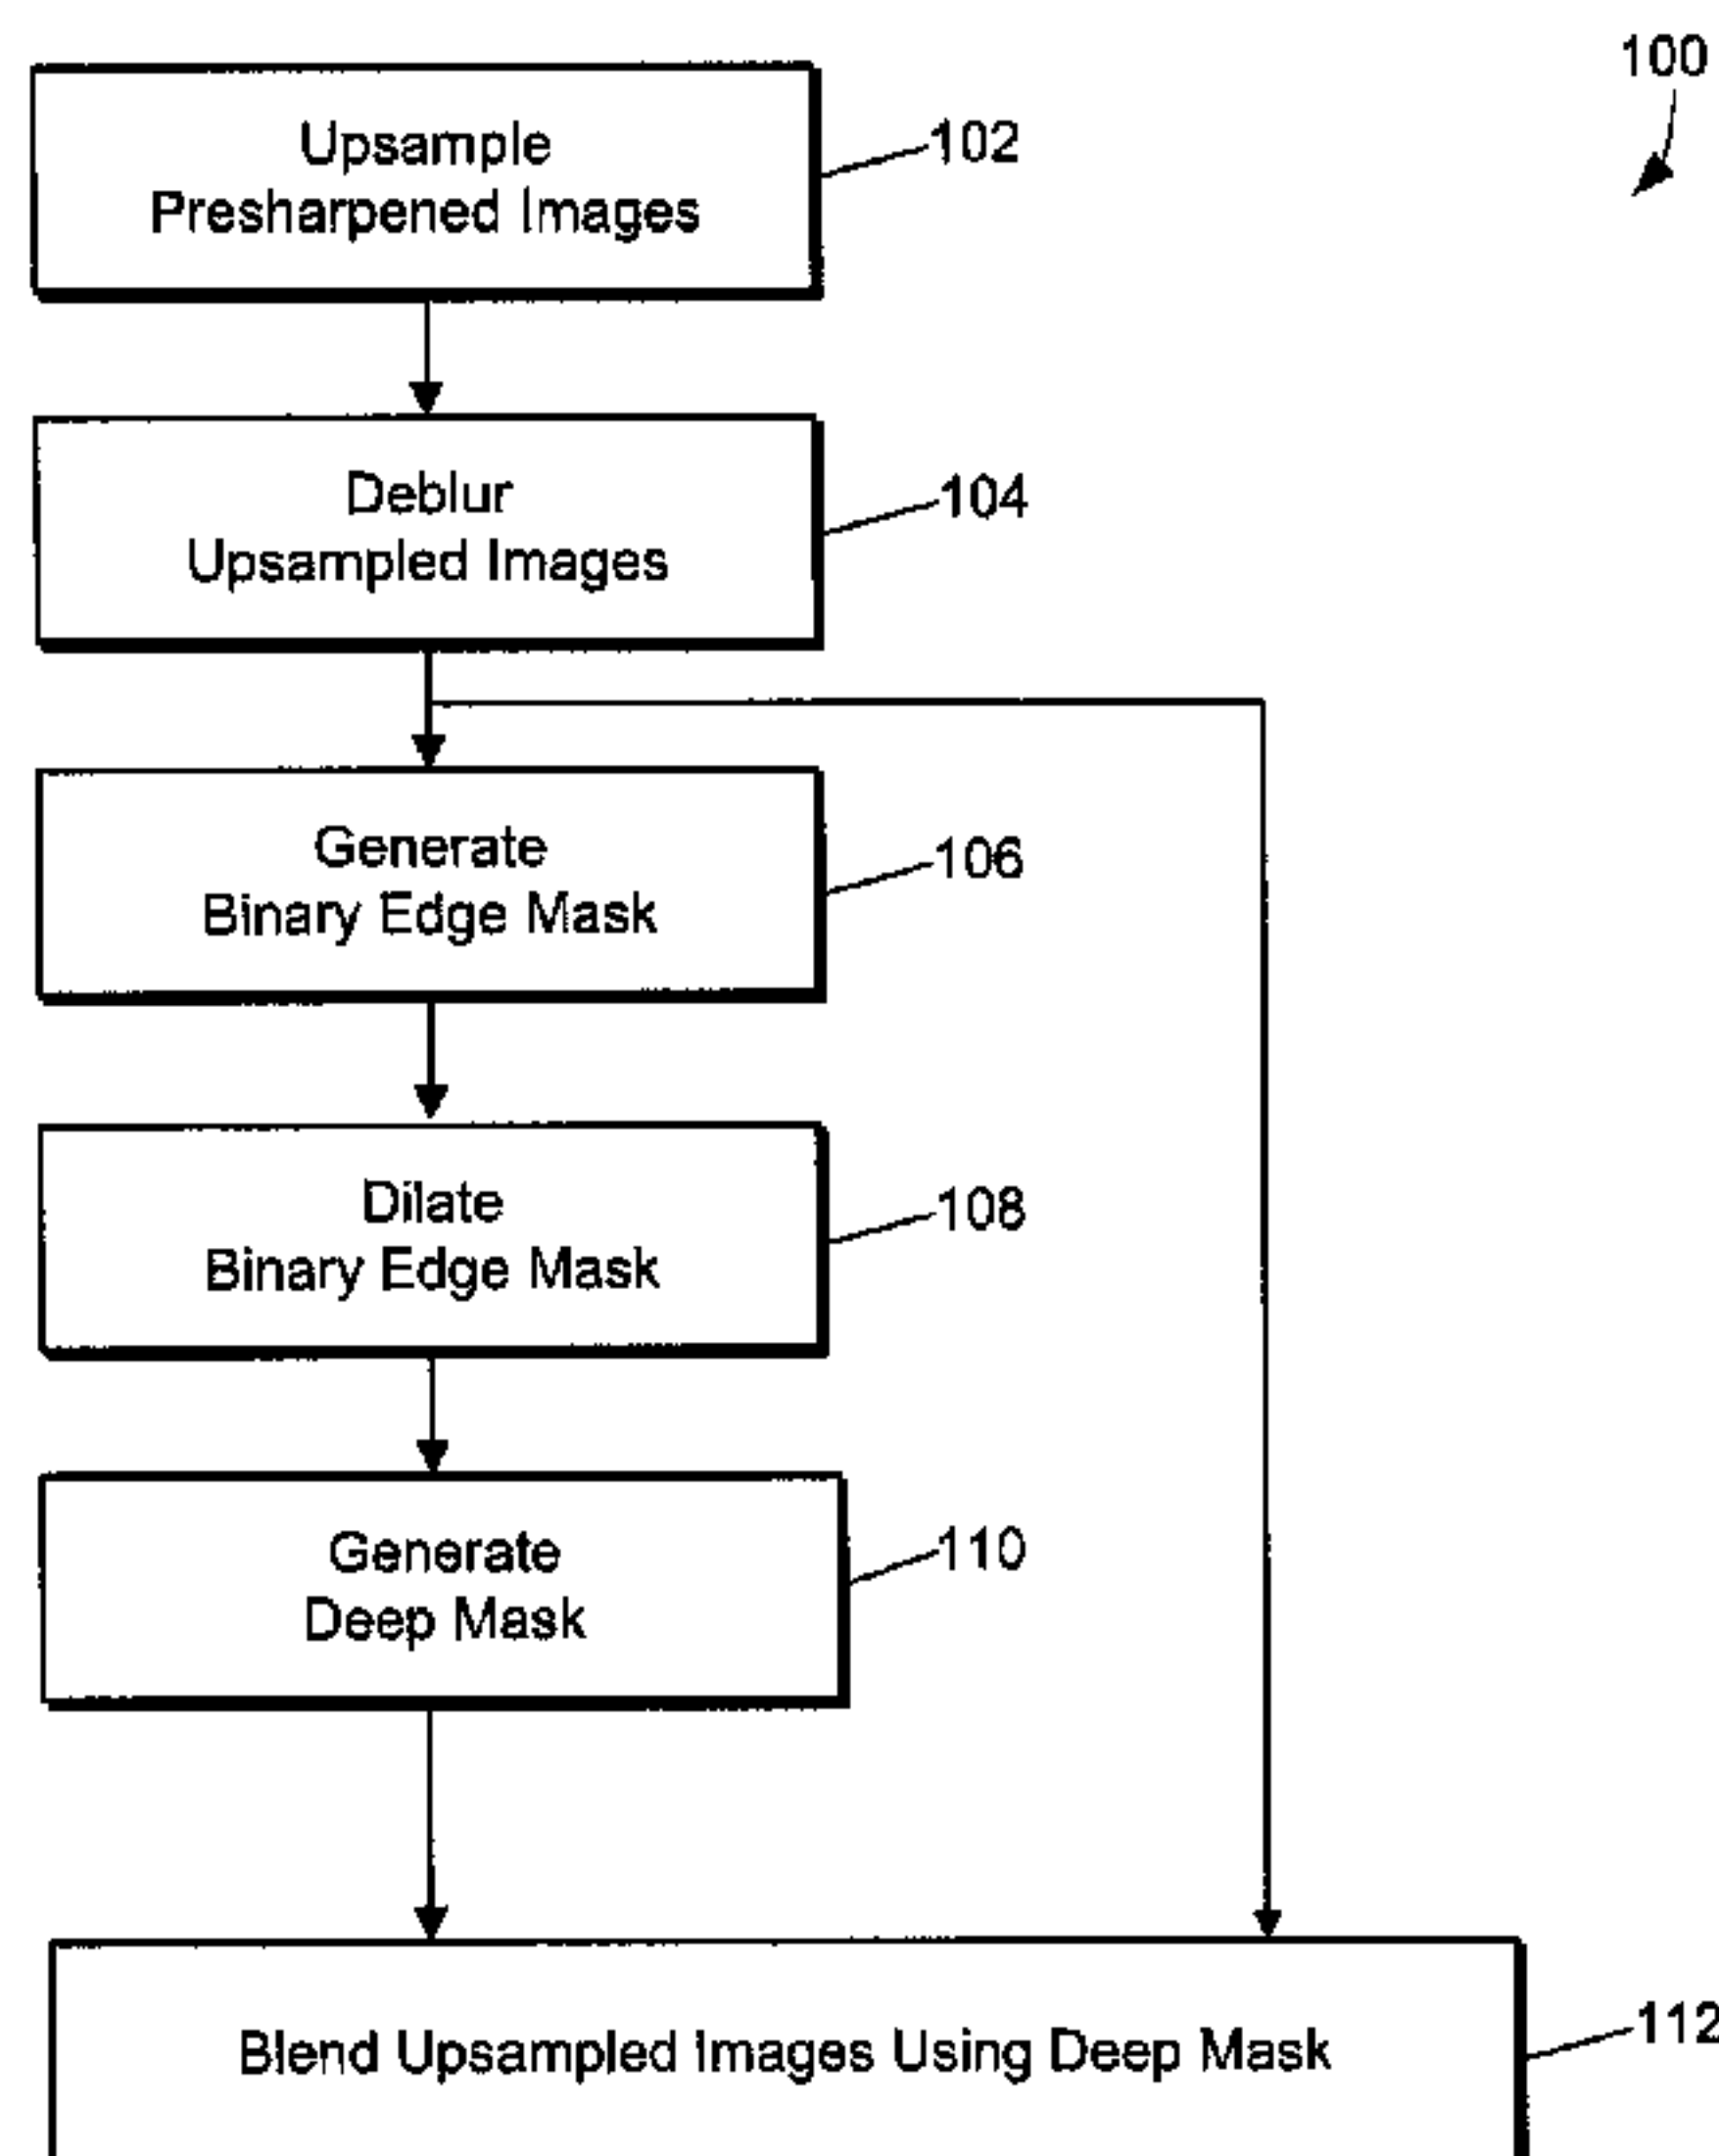 100
Upsample
Presharpened Images
102
Deblur
Upsampled Images
104
Generate
Binary Edge Mask
106
Dilate
Binary Edge Mask
108
Generate
Deep Mask
110
Blend Upsampled Images Using Deep Mask
112